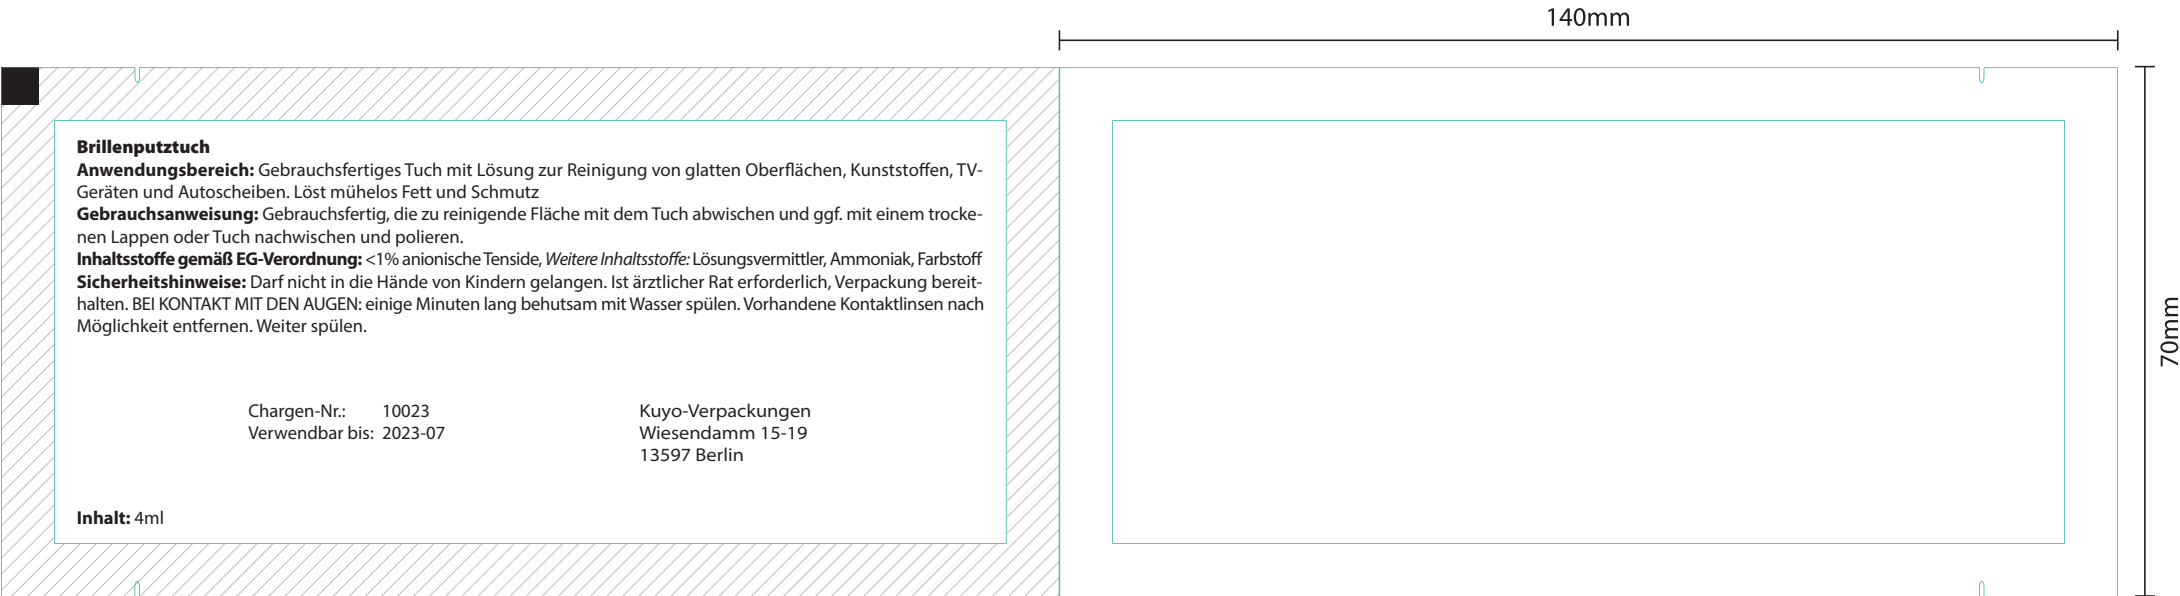 140mm
70mm
Brillenputztuch
Anwendungsbereich: Gebrauchsfertiges Tuch mit Lösung zur Reinigung von glatten Oberflächen, Kunststoffen, TV-
Geräten und Autoscheiben. Löst mühelos Fett und Schmutz
Gebrauchsanweisung: Gebrauchsfertig, die zu reinigende Fläche mit dem Tuch abwischen und ggf. mit einem trocke-
nen Lappen oder Tuch nachwischen und polieren.
Inhaltsstoffe gemäß EG-Verordnung: <1% anionische Tenside, Weitere Inhaltsstoffe: Lösungsvermittler, Ammoniak, Farbstoff
Sicherheitshinweise: Darf nicht in die Hände von Kindern gelangen. Ist ärztlicher Rat erforderlich, Verpackung bereit-
halten. BEI KONTAKT MIT DEN AUGEN: einige Minuten lang behutsam mit Wasser spülen. Vorhandene Kontaktlinsen nach
Möglichkeit entfernen. Weiter spülen.
Chargen-Nr.: 10023
Verwendbar bis: 2023-07
Kuyo-Verpackungen
Wiesendamm 15-19
13597 Berlin
Inhalt: 4ml